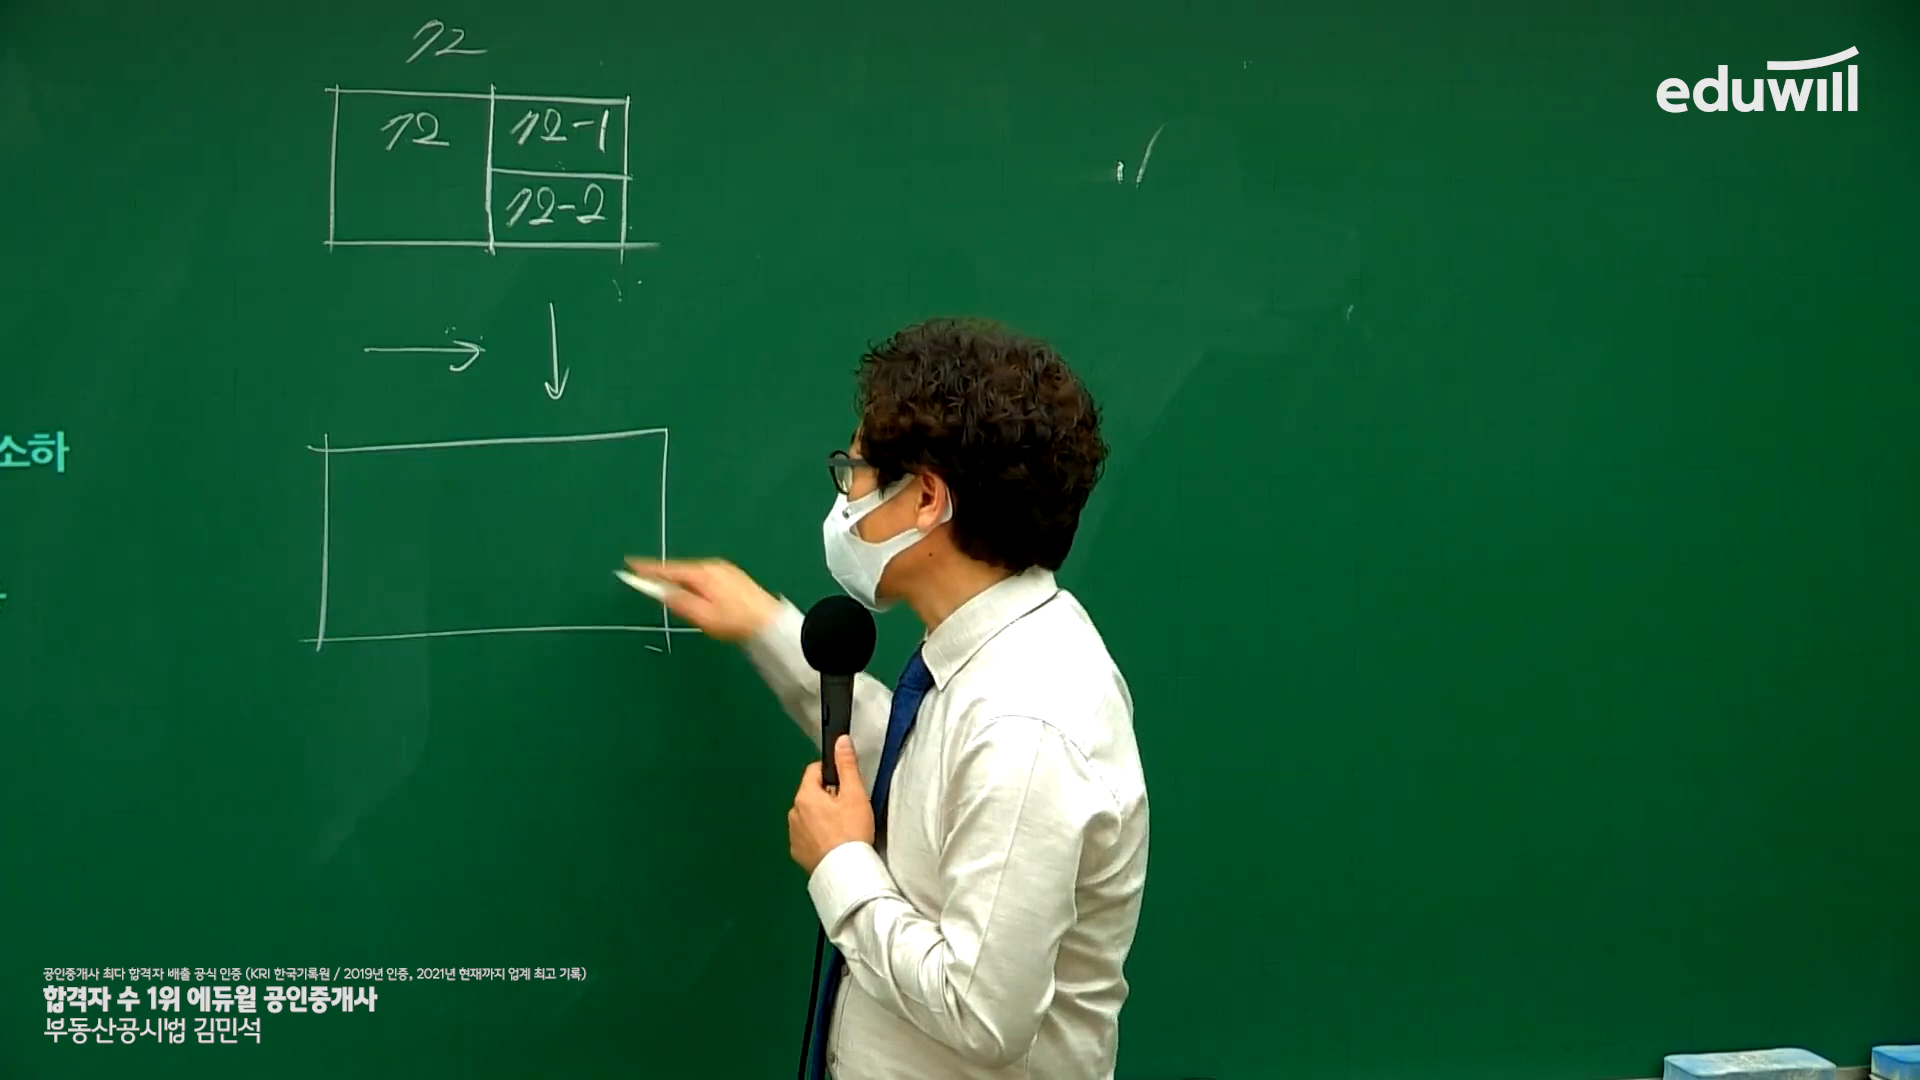 12
12
12-1
12-2
eduwill
소하
공인중개사 최다 합격자 배출 공식 인증 (KRI 한국기록원 / 2019년 인증, 2021년 현재까지 업계 최고 기록)
합격자 수 1위 에듀윌 공인중개사
부동산공시법 김민석